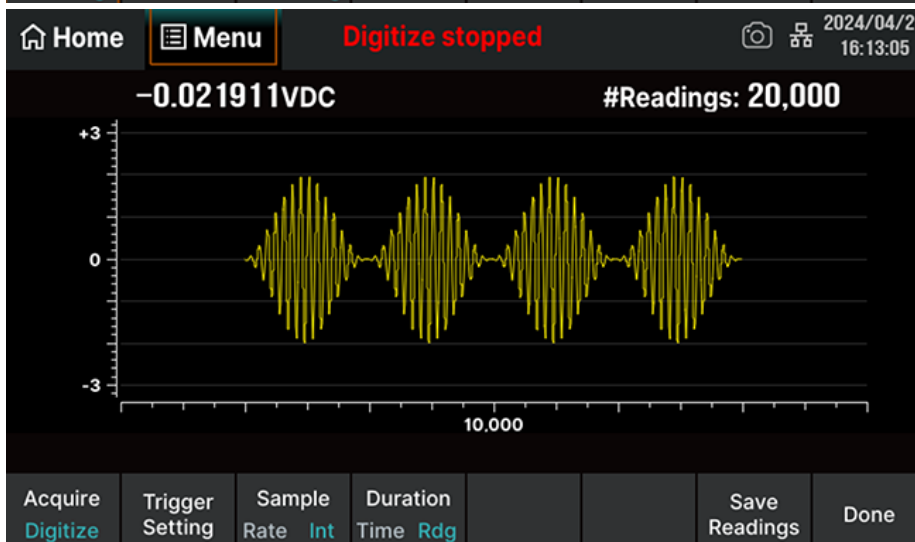 Home Menu Digitize stopped 2024/04/2
16:13:05
-0.021911VDC #Readings: 20,000
+3
0
-3
10,000
Acquire Trigger Sample Duration Save Done
Digitize Setting Rate Int Time Rdg Readings